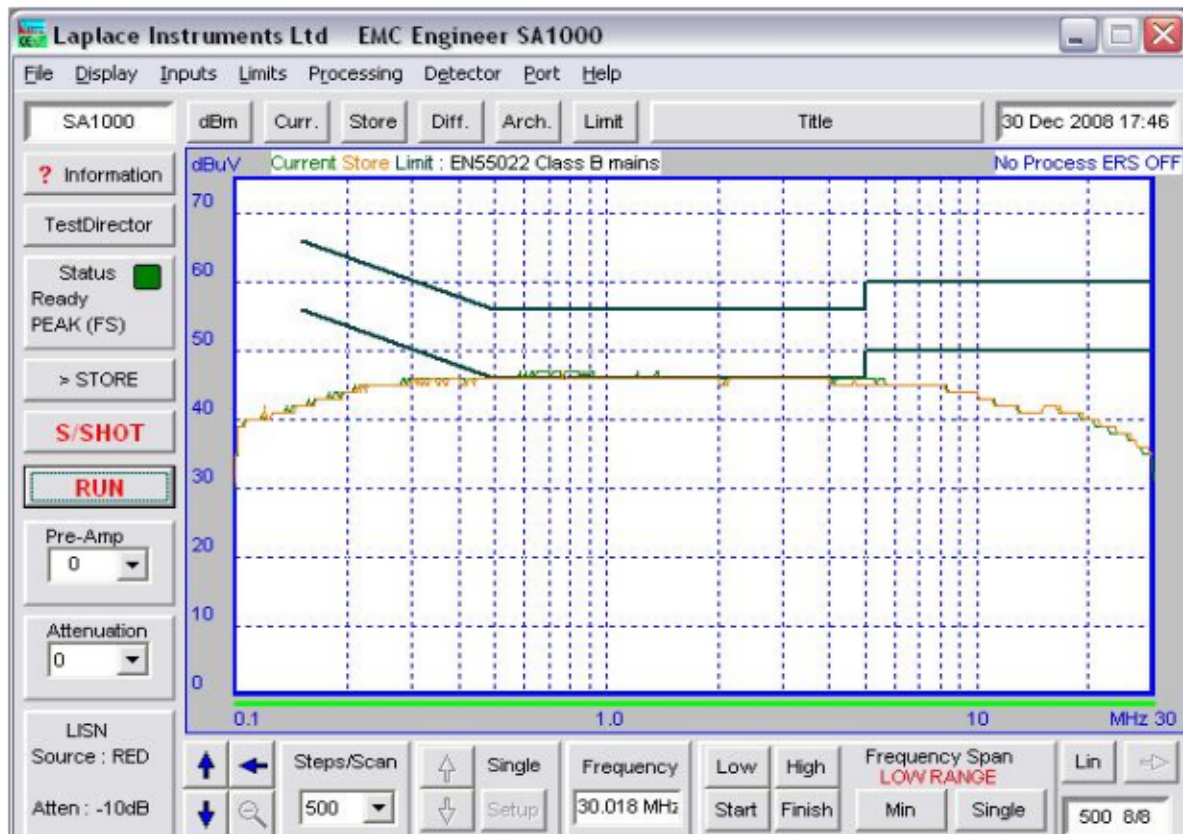 Laplace Instruments Ltd EMC Engineer SA1000
File Display Inputs Limits Processing Detector Port Help
SA1000 dBm Curr. Store Diff. Arch. Limit Title 30 Dec 2008 17:46
dBuV Current Store Limit : EN55022 Class B mains No Process ERS OFF
? Information
TestDirector
Status
Ready
PEAK (FS)
> STORE
S/SHOT
RUN
Pre-Amp
0
Attenuation
0
LISN
Source : RED
Atten : -10dB
70
60
50
40
30
20
10
0
0.1 1.0 10 MHz 30
Steps/Scan
500
Single
Setup
Frequency
30.018 MHz
Low High
Start Finish
Frequency Span
LOW RANGE
Min Single
Lin
500 8/8